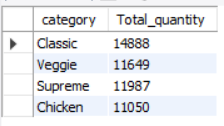 category Total_quantity
Classic 14888
Veggie 11649
Supreme 11987
Chicken 11050